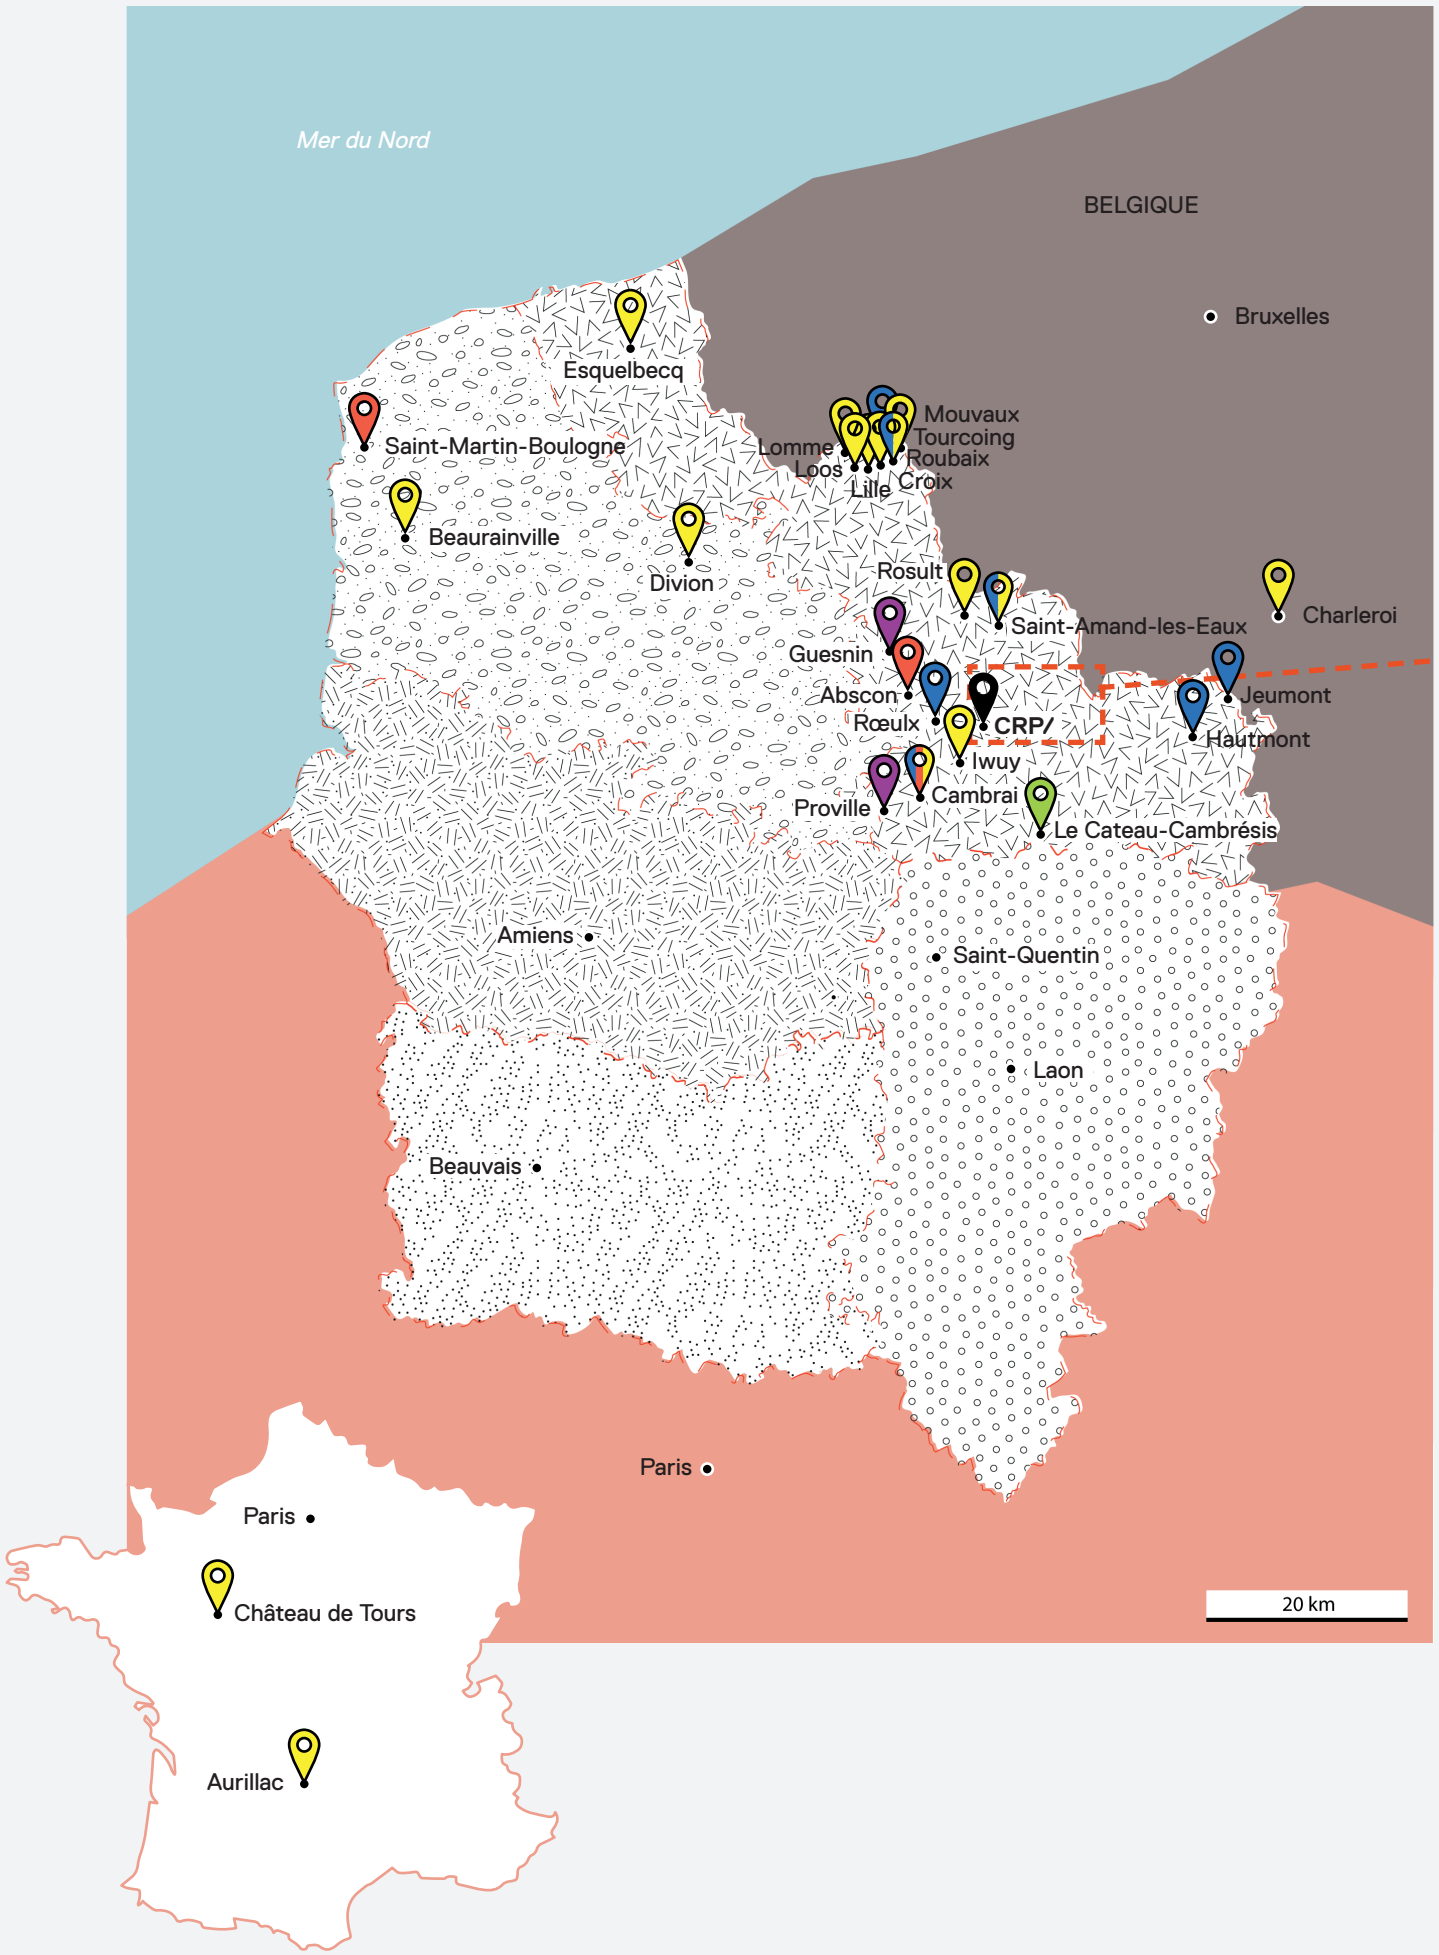 Mer du Nord
BELGIQUE
Bruxelles
Esquelbecq
Mouvaux
Tourcoing
Lomme
Roubaix
Loos
Croix
Lille
Saint-Martin-Boulogne
Beaurainville
Divion
Rosult
Charleroi
Saint-Amand-les-Eaux
Guesnin
Abscon
Jeumont
Rœulx
CRP/
Hautmont
Iwuy
Cambrai
Proville
Le Cateau-Cambrésis
Amiens
Saint-Quentin
Laon
Beauvais
Paris
Paris
Château de Tours
20 km
Aurillac